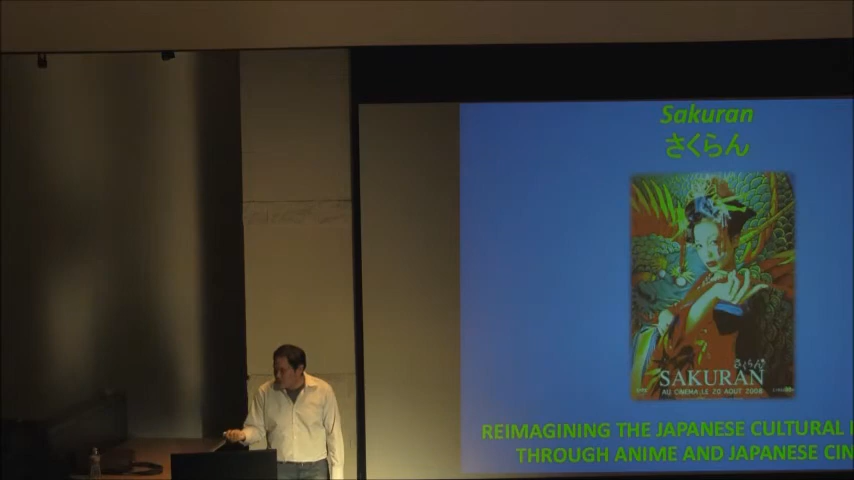 Sakuran
さくらん
さくらん
SAKURAN
AU CINEMA LE 20 AOUT 2008
REIMAGINING THE JAPANESE CULTURAL
THROUGH ANIME AND JAPANESE CIN